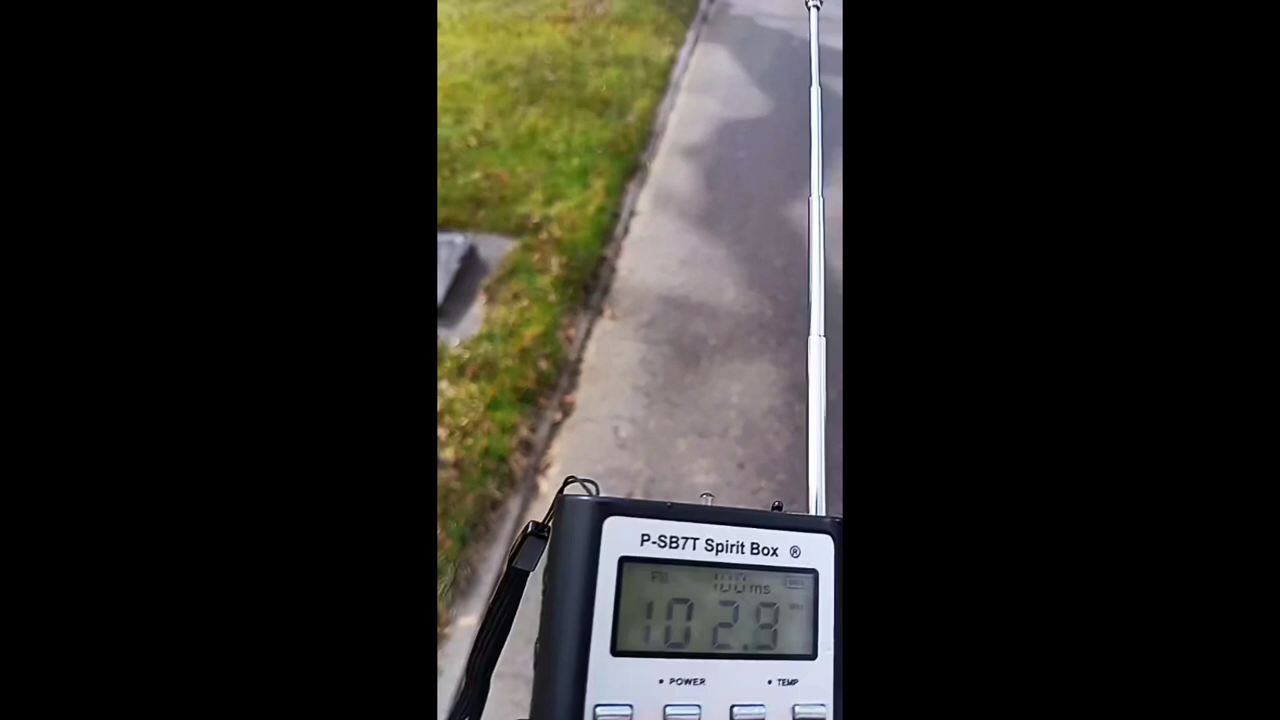 P-SB7T Spirit Box ®
FM 100 ms
102.9
• POWER • TEMP